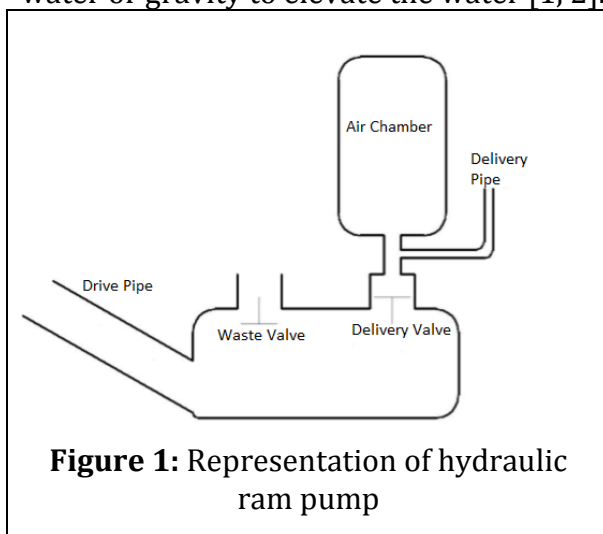 water or gravity to elevate the water [1, 2].
Air Chamber
Delivery
Pipe
Drive Pipe
Waste Valve
Delivery Valve
Figure 1: Representation of hydraulic
ram pump